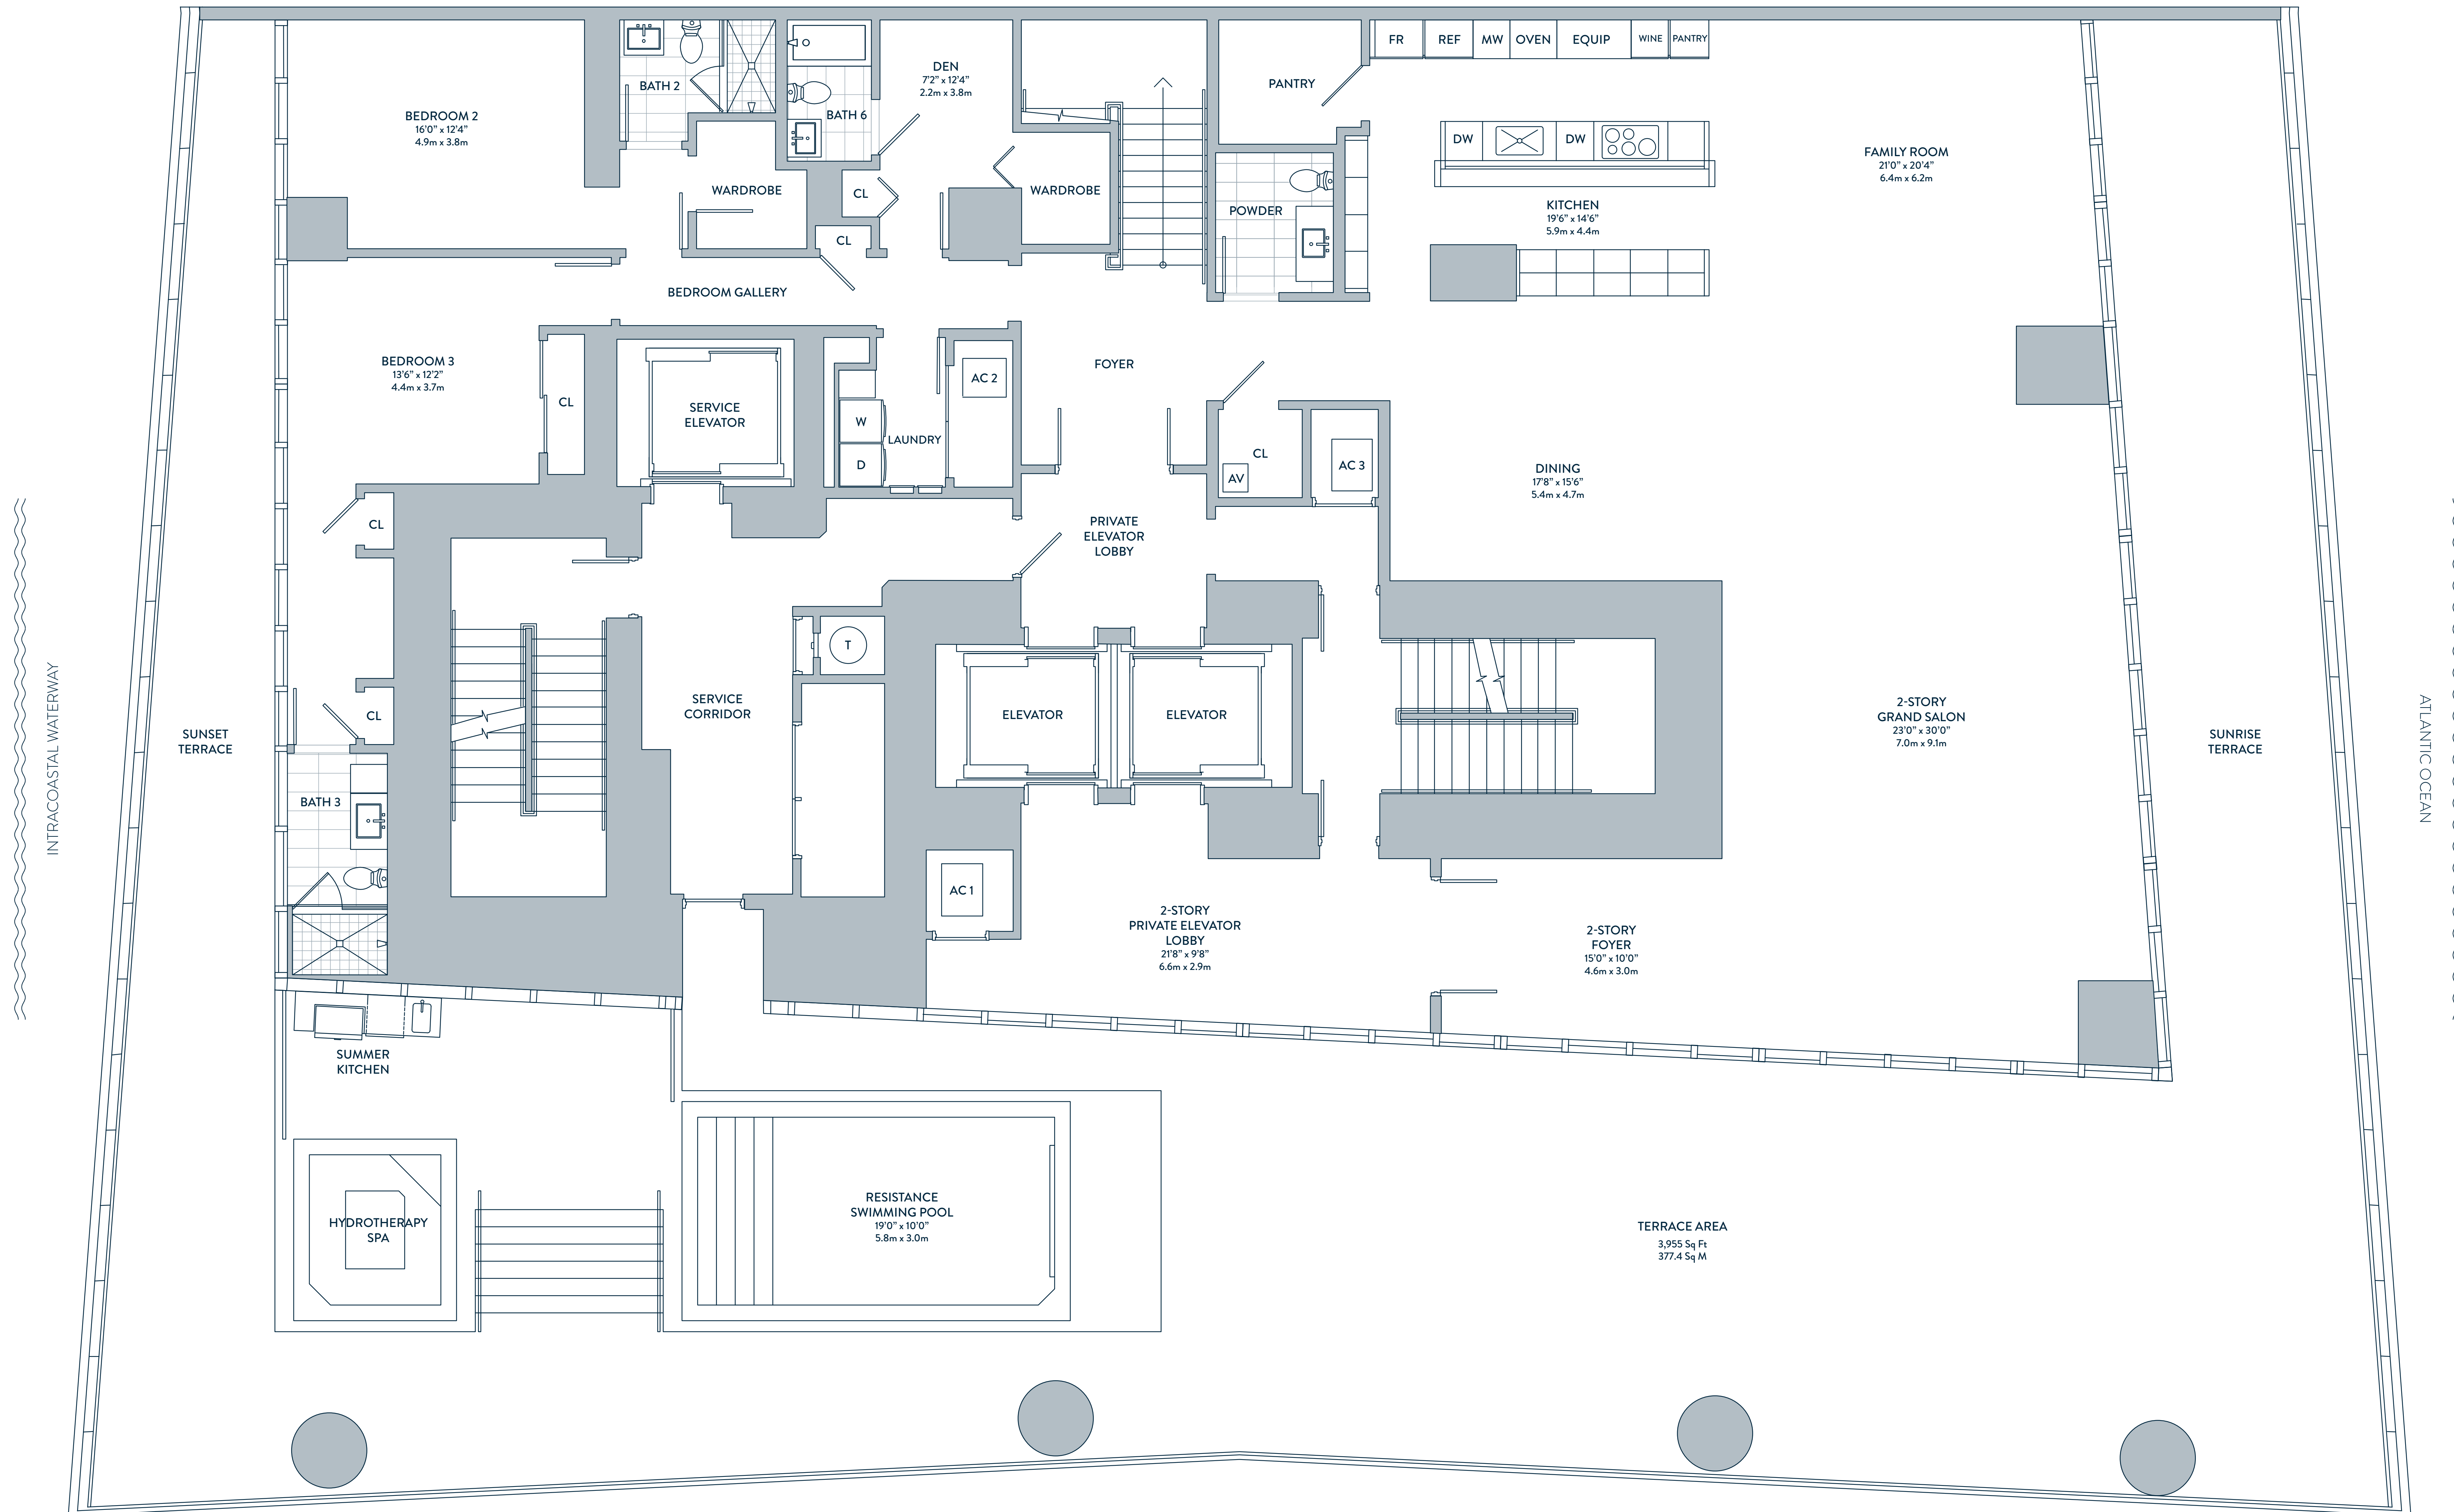 FR
REF
MW
OVEN
EQUIP
WINE
PANTRY
BATH 2
DEN
7'2” x 12'4”
2.2m x 3.8m
PANTRY
BEDROOM 2
16'0” x 12'4”
4.9m x 3.8m
BATH 6
DW
DW
FAMILY ROOM
21'0” x 20'4”
6.4m x 6.2m
WARDROBE
CL
WARDROBE
POWDER
KITCHEN
19'6” x 14'6”
5.9m x 4.4m
CL
BEDROOM GALLERY
BEDROOM 3
13'6” x 12'2”
4.4m x 3.7m
FOYER
AC 2
CL
SERVICE
ELEVATOR
W
LAUNDRY
D
CL
AV
AC 3
DINING
17'8” x 15'6”
5.4m x 4.7m
CL
PRIVATE
ELEVATOR
LOBBY
T
INTRACOASTAL WATERWAY
SUNSET
TERRACE
CL
SERVICE
CORRIDOR
ELEVATOR
ELEVATOR
2-STORY
GRAND SALON
23'0” x 30'0”
7.0m x 9.1m
SUNRISE
TERRACE
ATLANTIC OCEAN
BATH 3
AC 1
2-STORY
PRIVATE ELEVATOR
LOBBY
21'8” x 9'8”
6.6m x 2.9m
2-STORY
FOYER
15'0” x 10'0”
4.6m x 3.0m
SUMMER
KITCHEN
HYDROTHERAPY
SPA
RESISTANCE
SWIMMING POOL
19'0” x 10'0”
5.8m x 3.0m
TERRACE AREA
3,955 Sq Ft
377.4 Sq M